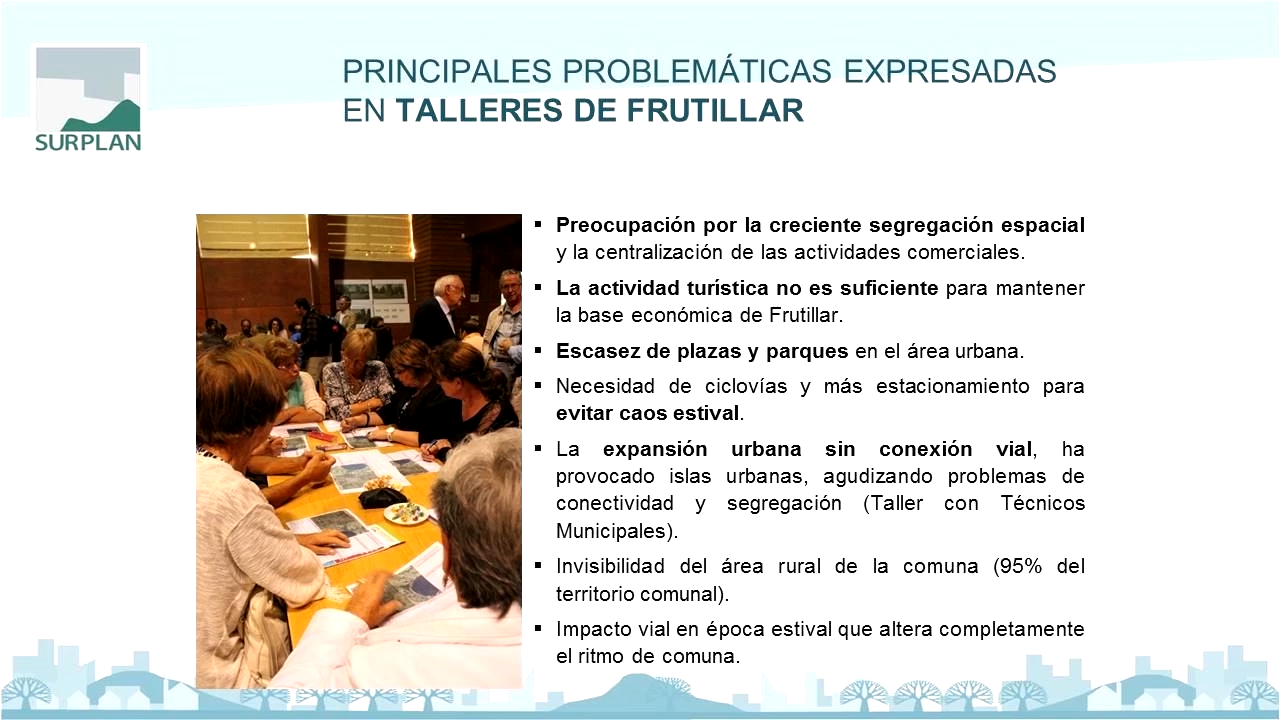 PRINCIPALES PROBLEMÁTICAS EXPRESADAS
EN TALLERES DE FRUTILLAR
SURPLAN
▪ Preocupación por la creciente segregación espacial
y la centralización de las actividades comerciales.
▪ La actividad turística no es suficiente para mantener
la base económica de Frutillar.
▪ Escasez de plazas y parques en el área urbana.
▪ Necesidad de ciclovías y más estacionamiento para
evitar caos estival.
▪ La expansión urbana sin conexión vial, ha
provocado islas urbanas, agudizando problemas de
conectividad y segregación (Taller con Técnicos
Municipales).
▪ Invisibilidad del área rural de la comuna (95% del
territorio comunal).
▪ Impacto vial en época estival que altera completamente
el ritmo de comuna.